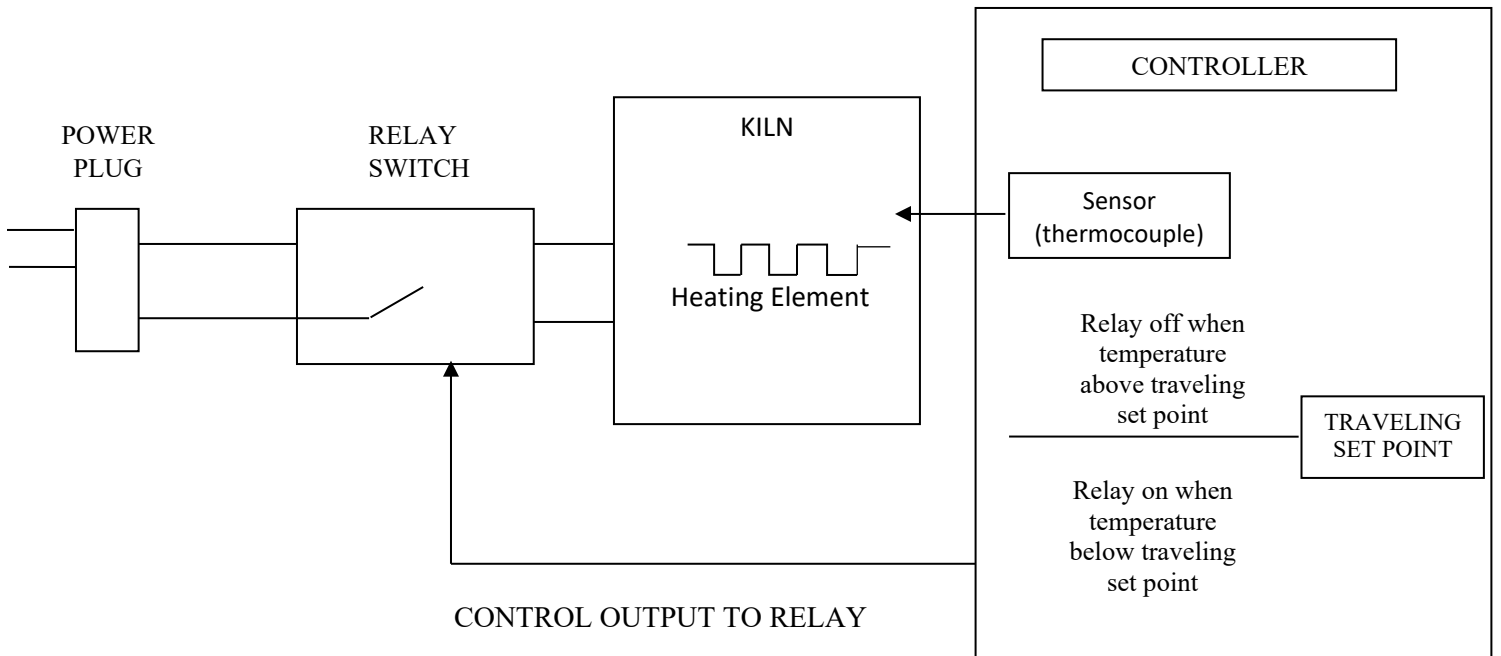 CONTROLLER
POWER
PLUG
RELAY
SWITCH
KILN
Sensor
(thermocouple)
Heating Element
Relay off when
temperature
above traveling
set point
TRAVELING
SET POINT
Relay on when
temperature
below traveling
set point
CONTROL OUTPUT TO RELAY